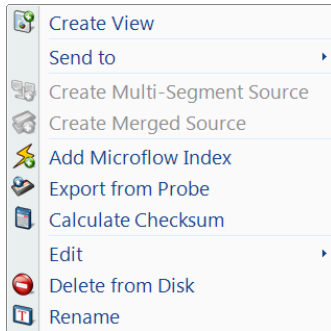 Create View
Send to
Create Multi-Segment Source
Create Merged Source
Add Microflow Index
Export from Probe
Calculate Checksum
Edit
Delete from Disk
Rename